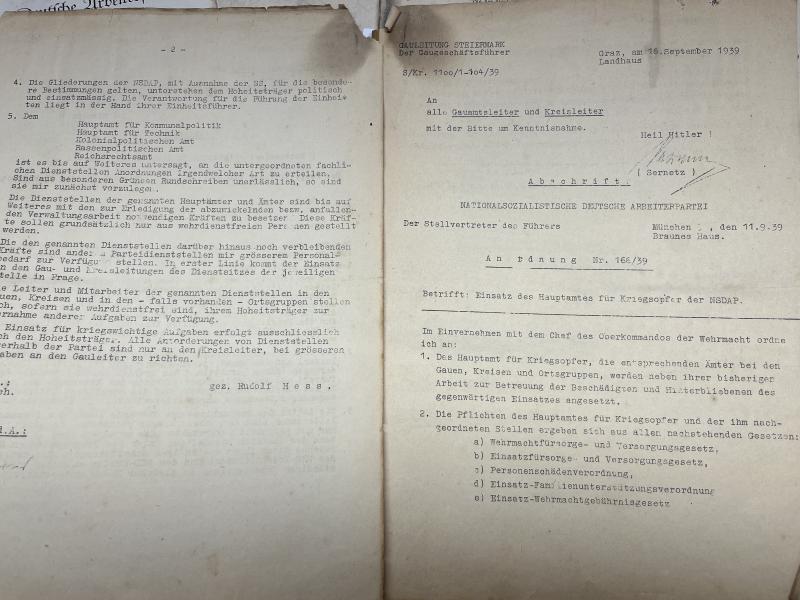 - 2 -
4. Die Gliederungen der NSDAP, mit Ausnahme der SS, für die besonde-
re Bestimmungen gelten, unterstehen dem Hoheitsträger politisch
und einsatzmässig. Die Verantwortung für die Führung der Einhei-
ten liegt in der Hand ihrer Einheitsführer.
5. Dem
Hauptamt für Kommunalpolitik
Hauptamt für Technik
Kolonialpolitischen Amt
Rassenpolitischen Amt
Reichsrechtsamt
ist es bis auf Weiteres untersagt, an die untergeordneten fachli-
chen Dienststellen Anordnungen irgendwelcher Art zu erteilen.
Sind aus besonderen Gründen Rundschreiben unerlässlich, so sind
sie mir zunächst vorzulegen.
Die Dienststellen der genannten Hauptämter und Ämter sind bis auf
Weiteres mit den zur Erledigung der abzuwickelnden bezw. anfallen-
den Verwaltungsarbeit notwendigen Kräften zu besetzen. Diese Kräf-
te sollen grundsätzlich nur aus wehrdienstfreien Personen gestellt
werden.
Die den genannten Dienststellen darüber hinaus noch verbleibenden
Kräfte sind anderen Parteidienststellen mir grösserem Personal-
bedarf zur Verfügung stellen. In erster Linie kommt der Einsatz
in den Gau- und Kreisleitungen des Dienstsitzes der jeweiligen
telle in Frage.
e Leiter und Mitarbeiter der genannten Dienststellen in den
auen, Kreisen und in den - falls vorhanden - Ortsgruppen stellen
ch, sofern sie wehrdienstfrei sind, ihrem Hoheitsträger zur
ernahme anderer Aufgaben zur Verfügung.
Einsatz für kriegswichtige Aufgaben erfolgt ausschliesslich
ch den Hoheitsträger. Alle Anforderungen von Dienststellen
erhalb der Partei sind nur an den Kreisleiter, bei grösseren
aben an den Gauleiter zu richten.
gez. Rudolf Hess.
GAULEITUNG STEIERMARK
Der Gaugeschäftsführer
Graz, am 16.September 1939
Landhaus
S/Kr. 1100/1-104/39
An
alle Gauamtsleiter und Kreisleiter
mit der Bitte um Kenntnisnahme.
Heil Hitler !
( Sernetz )
Abschrift.
NATIONALSOZIALISTISCHE DEUTSCHE ARBEITERPARTEI
Der Stellvertreter des Führers
München , den 11.9.39
Braunes Haus.
Anordnung Nr. 166/39
Betrifft: Einsatz des Hauptamtes für Kriegsopfer der NSDAP.
Im Einvernehmen mit dem Chef des Oberkommandos der Wehrmacht ordne
ich an:
1. Das Hauptamt für Kriegsopfer, die entsprechenden Ämter bei den
Gauen, Kreisen und Ortsgruppen, werden neben ihrer bisheriger
Arbeit zur Betreuung der Beschädigten und Hinterbliebenen des
gegenwärtigen Einsatzes angesetzt.
2. Die Pflichten des Hauptamtes für Kriegsopfer und der ihm nach-
geordneten Stellen ergeben sich aus allen nachstehenden Gesetzen:
a) Wehrmachtfürsorge- und Versorgungsgesetz,
b) Einsatzfürsorge- und Versorgungsgesetz,
c) Personenschädenverordnung,
d) Einsatz-Familienunterstützungsverordnung
e) Einsatz-Wehrmachtgebührnisgesetz